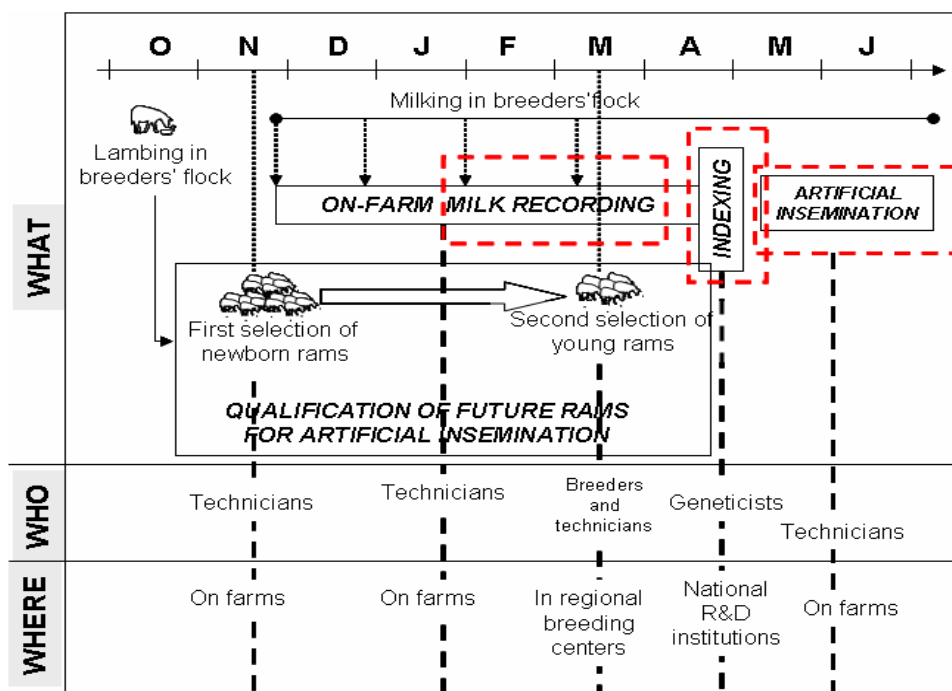 O N D J F M A M J
Milking in breeders'flock
Lambing in
breeders' flock
ON-FARM MILK RECORDING
INDEXING
ARTIFICIAL
INSEMINATION
WHAT
First selection of
newborn rams
Second selection of
young rams
QUALIFICATION OF FUTURE RAMS
FOR ARTIFICIAL INSEMINATION
WHO
Technicians
Technicians
Breeders
and
technicians
Geneticists
Technicians
WHERE
On farms
On farms
In regional
breeding
centers
National
R&D
institutions
On farms